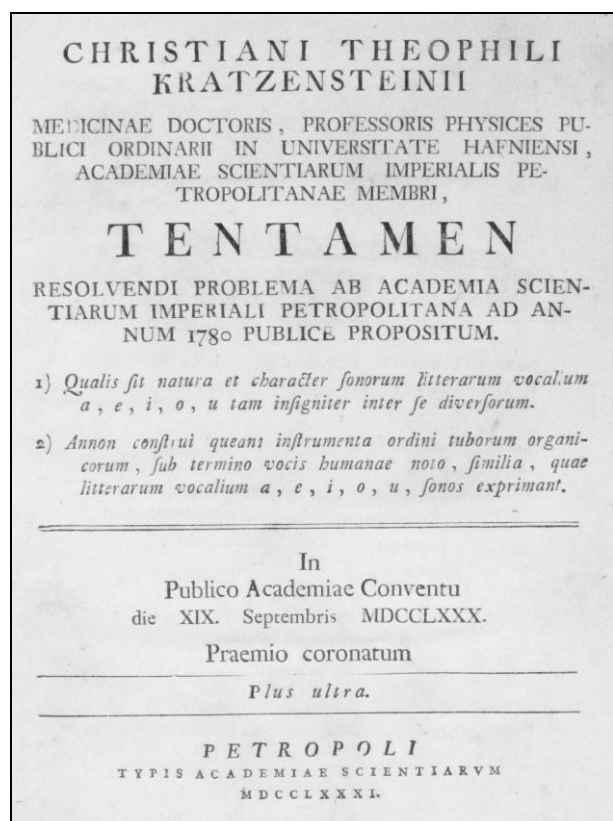 CHRISTIANI THEOPHILI
KRATZENSTEINII
MEDICINAE DOCTORIS, PROFESSORIS PHYSICES PU-
BLICI ORDINARII IN UNIVERSITATE HAFNIENSI,
ACADEMIAE SCIENTIARUM IMPERIALIS PE-
TROPOLITANAE MEMBRI,
TENTAMEN
RESOLVENDI PROBLEMA AB ACADEMIA SCIEN-
TIARUM IMPERIALI PETROPOLITANA AD AN-
NUM 1780 PUBLICE PROPOSITUM.
1) Qualis ſit natura et character ſonorum litterarum vocalium
a, e, i, o, u tam inſigniter inter ſe diverſorum.
2) Annon conſtrui queant inſtrumenta ordini tuborum organi-
corum, ſub termino vocis humanae noto, ſimilia, quae
litterarum vocalium a, e, i, o, u, ſonos exprimant.
In
Publico Academiae Conventu
die XIX. Septembris MDCCLXXX.
Praemio coronatum
Plus ultra.
PETROPOLI
TYPIS ACADEMIAE SCIENTIARVM
MDCCLXXXI.